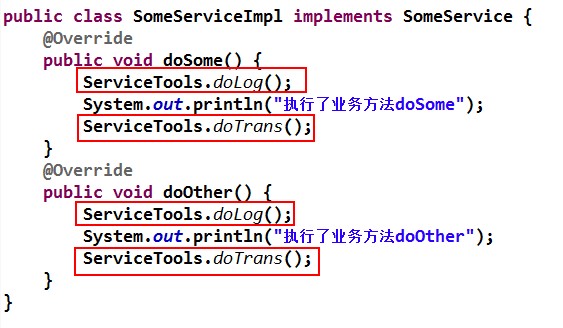 public class SomeServiceImpl implements SomeService {
@Override
public void doSome() {
ServiceTools.doLog();
System.out.println("执行了业务方法doSome");
ServiceTools.doTrans();
}
@Override
public void doOther() {
ServiceTools.doLog();
System.out.println("执行了业务方法doOther");
ServiceTools.doTrans();
}
}